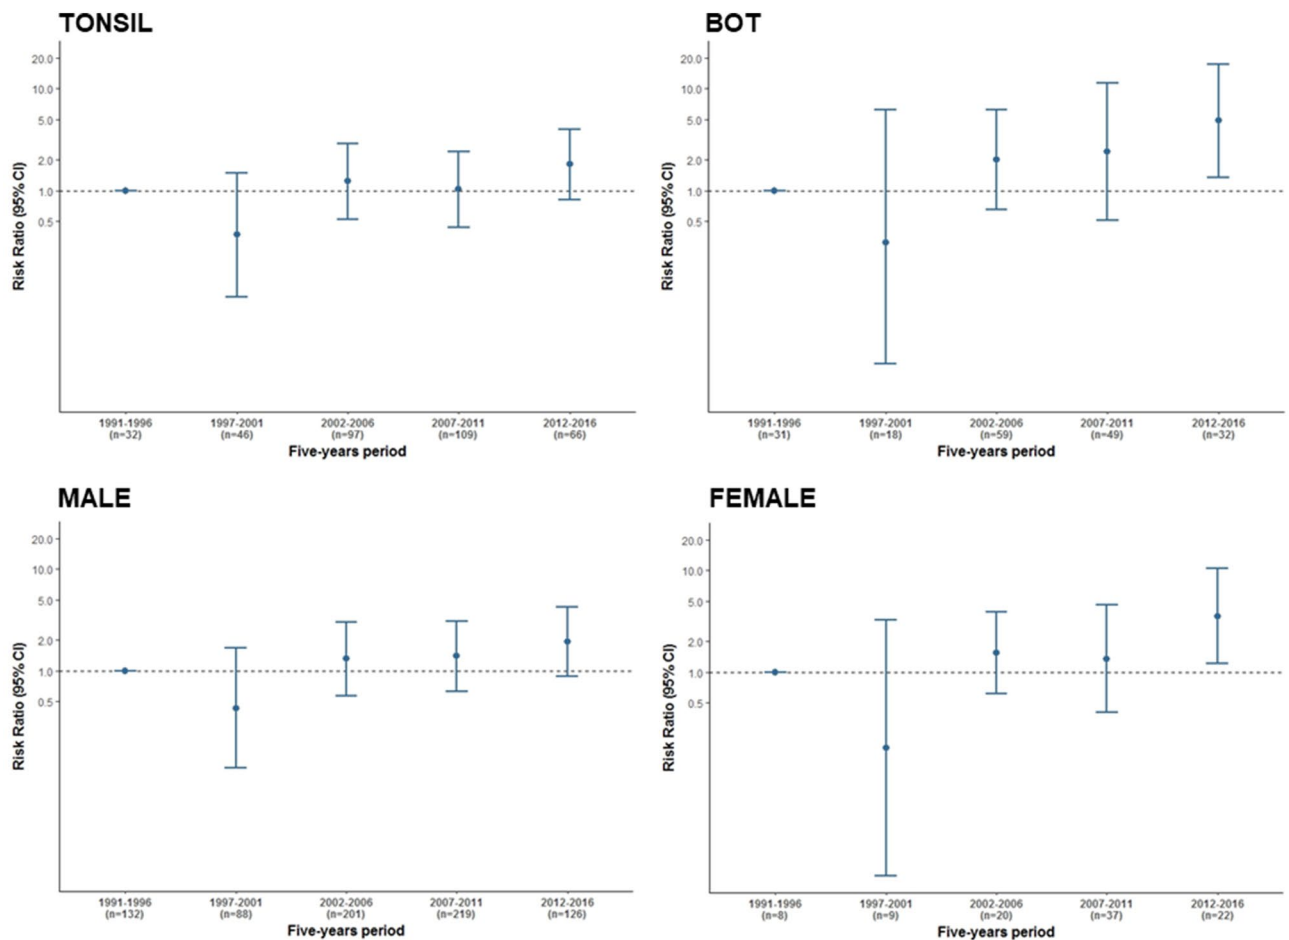 TONSIL
20.0
10.0
5.0
2.0
1.0
0.5
Risk Ratio (95% CI)
1991-1996 1997-2001 2002-2006 2007-2011 2012-2016
(n=32) (n=46) (n=97) (n=109) (n=66)
Five-years period
BOT
20.0
10.0
5.0
2.0
1.0
0.5
Risk Ratio (95% CI)
1991-1996 1997-2001 2002-2006 2007-2011 2012-2016
(n=31) (n=18) (n=59) (n=49) (n=32)
Five-years period
MALE
20.0
10.0
5.0
2.0
1.0
0.5
Risk Ratio (95% CI)
1991-1996 1997-2001 2002-2006 2007-2011 2012-2016
(n=132) (n=88) (n=201) (n=219) (n=126)
Five-years period
FEMALE
20.0
10.0
5.0
2.0
1.0
0.5
Risk Ratio (95% CI)
1991-1996 1997-2001 2002-2006 2007-2011 2012-2016
(n=8) (n=9) (n=20) (n=37) (n=22)
Five-years period